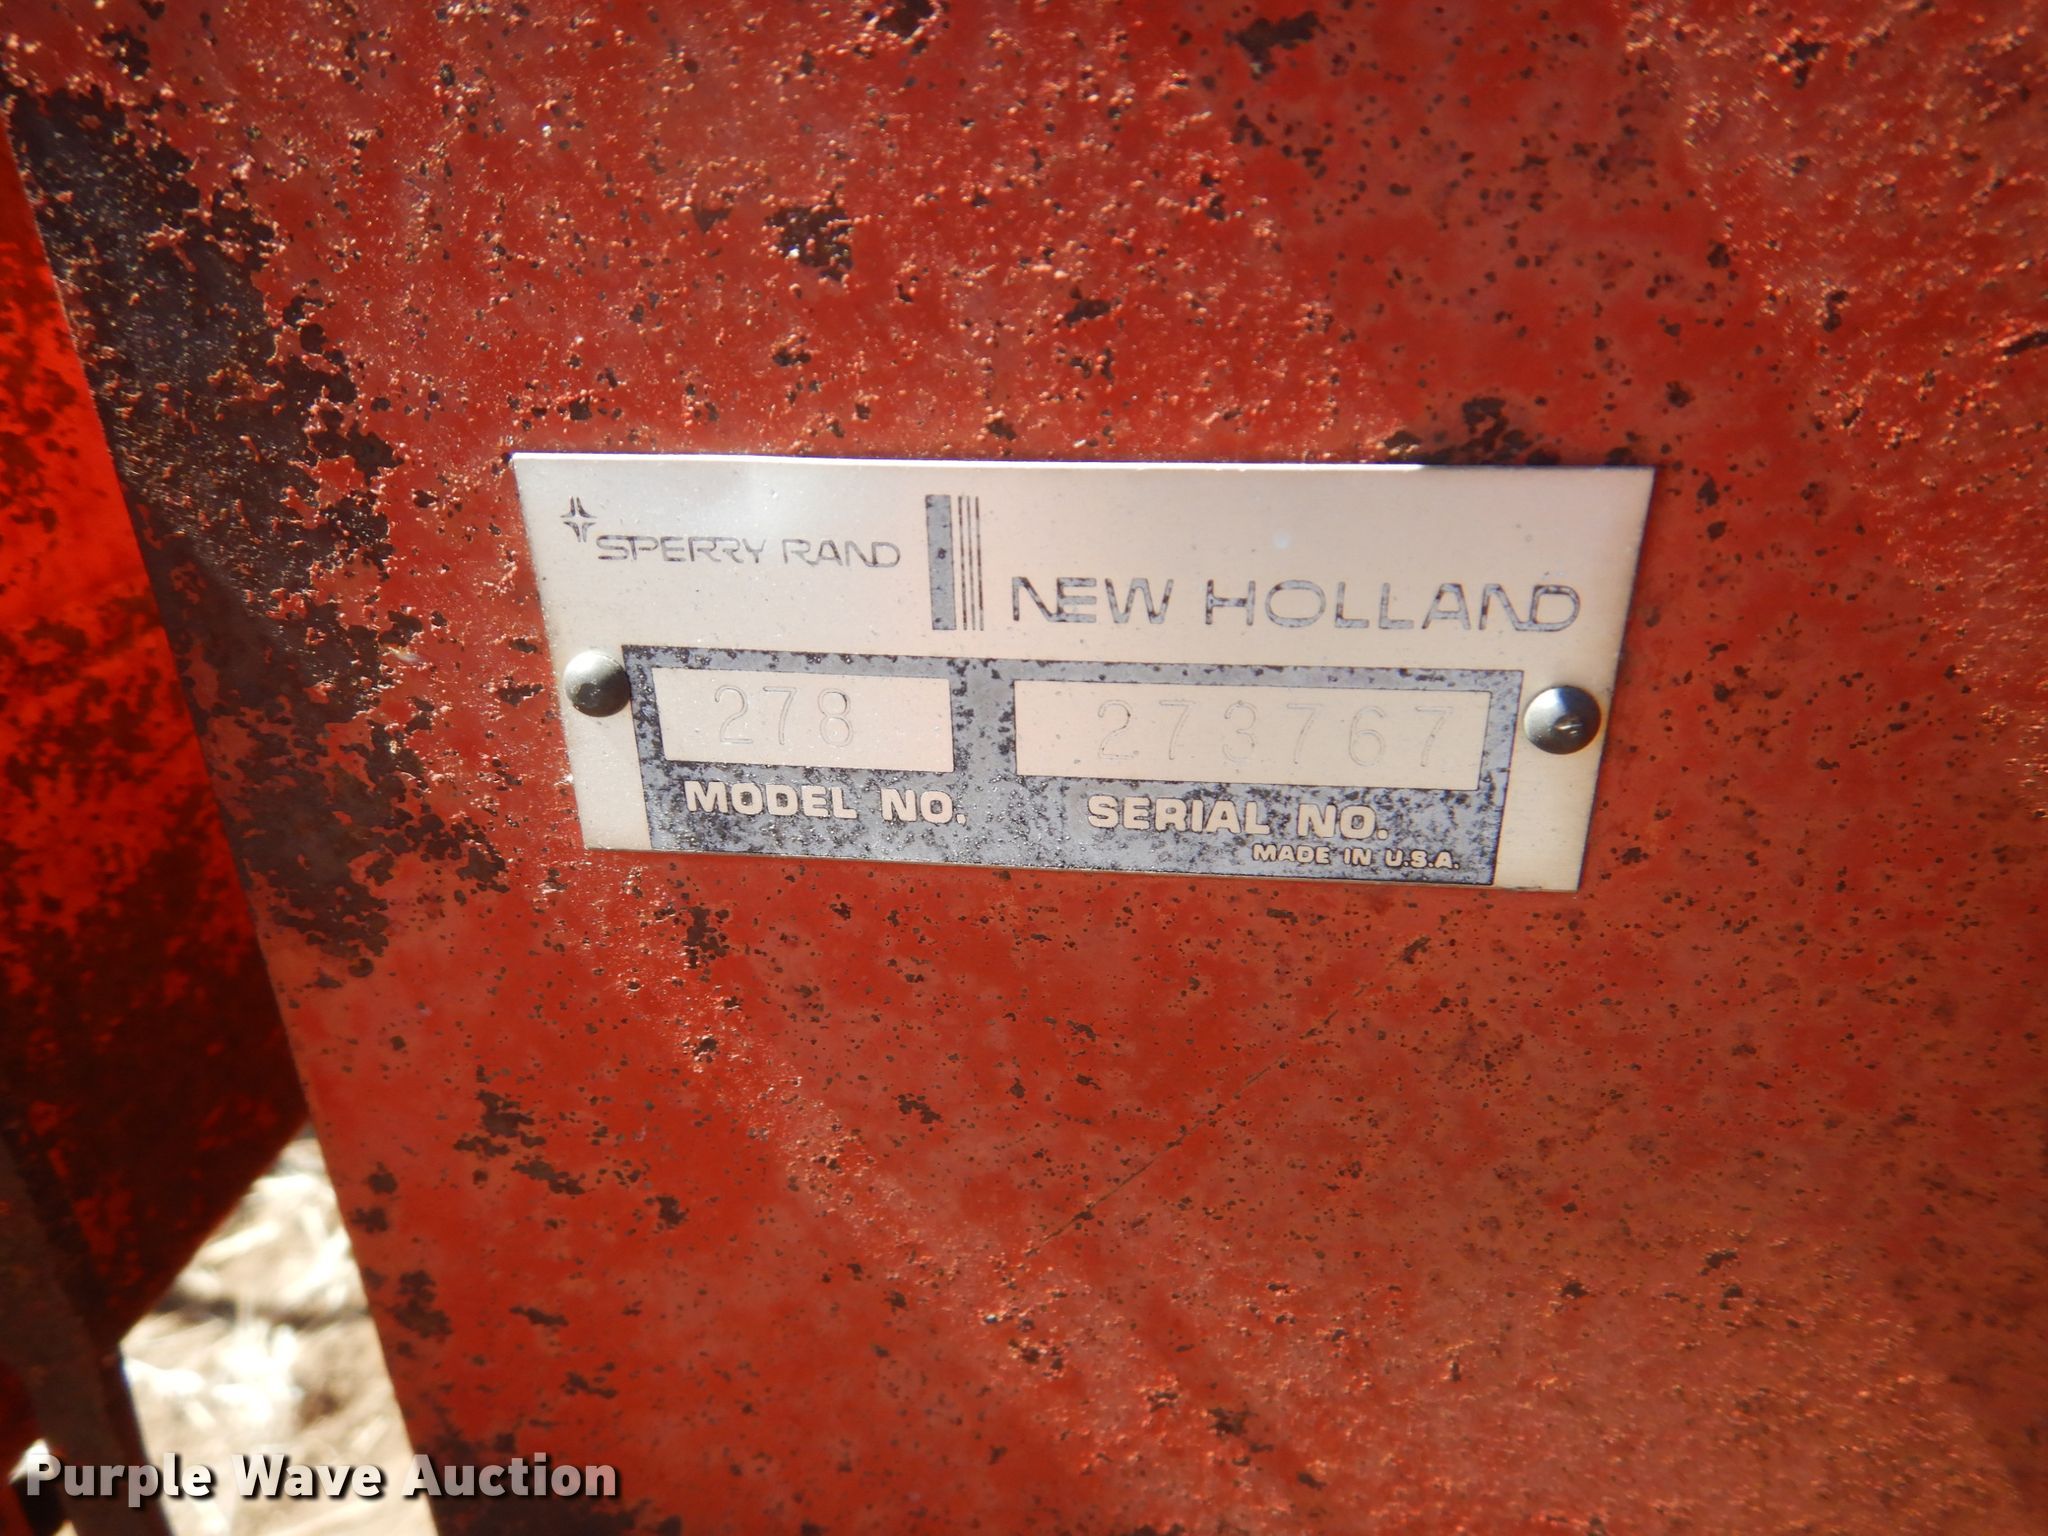 SPERRY RAND
NEW HOLLAND
278 273767
MODEL NO. SERIAL NO.
MADE IN U.S.A.
Purple Wave Auction